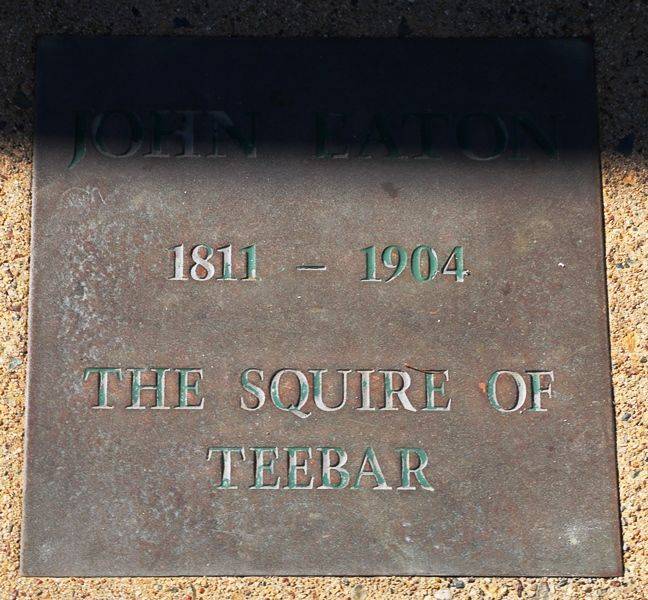 JOHN EATON
1811 – 1904
THE SQUIRE OF
TEEBAR